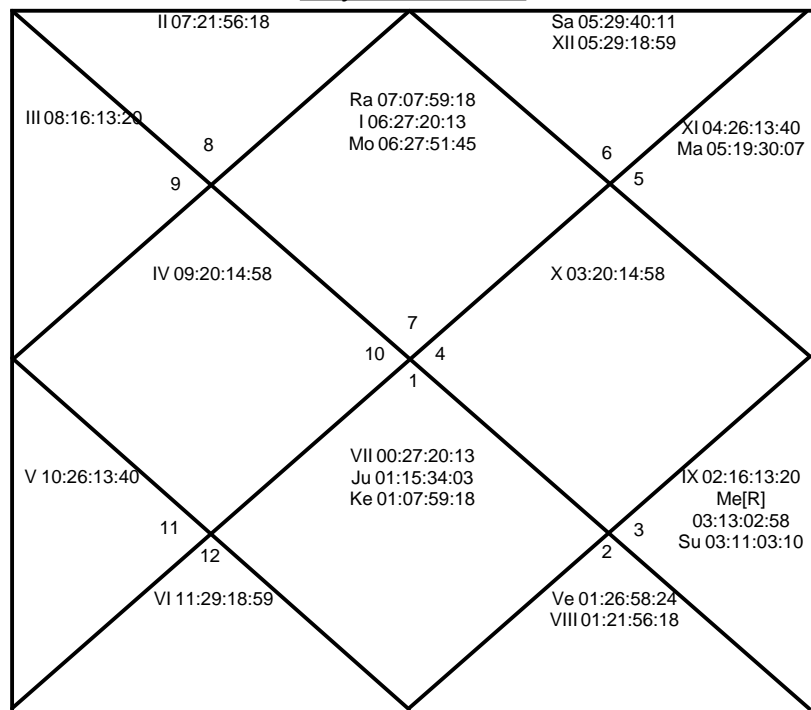 II 07:21:56:18
Sa 05:29:40:11
XII 05:29:18:59
Ra 07:07:59:18
I 06:27:20:13
Mo 06:27:51:45
III 08:16:13:20
XI 04:26:13:40
Ma 05:19:30:07
8
6
9
5
IV 09:20:14:58
X 03:20:14:58
7
10
4
1
VII 00:27:20:13
Ju 01:15:34:03
Ke 01:07:59:18
V 10:26:13:40
IX 02:16:13:20
Me[R]
03:13:02:58
Su 03:11:03:10
11
3
12
2
VI 11:29:18:59
Ve 01:26:58:24
VIII 01:21:56:18